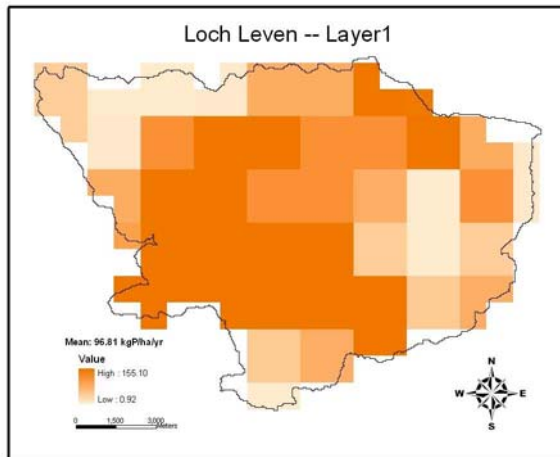 Loch Leven -- Layer1
Mean: 96.81 kgP/ha/yr
Value
High : 155.10
Low : 0.92
0 1,500 3,000
Meters
N
W E
S